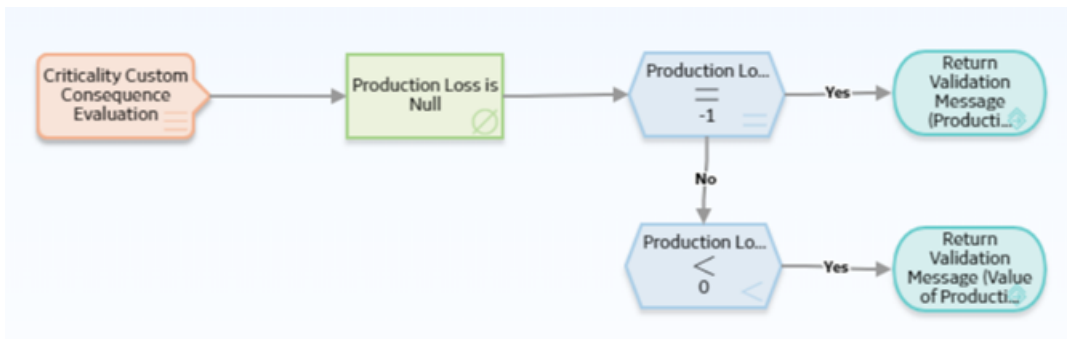 Criticality Custom
Consequence
Evaluation
Production Loss is
Null
Production Lo...
=
-1
Yes
Return
Validation
Message
(Producti...
No
Production Lo...
<
0
Yes
Return
Validation
Message (Value
of Producti...